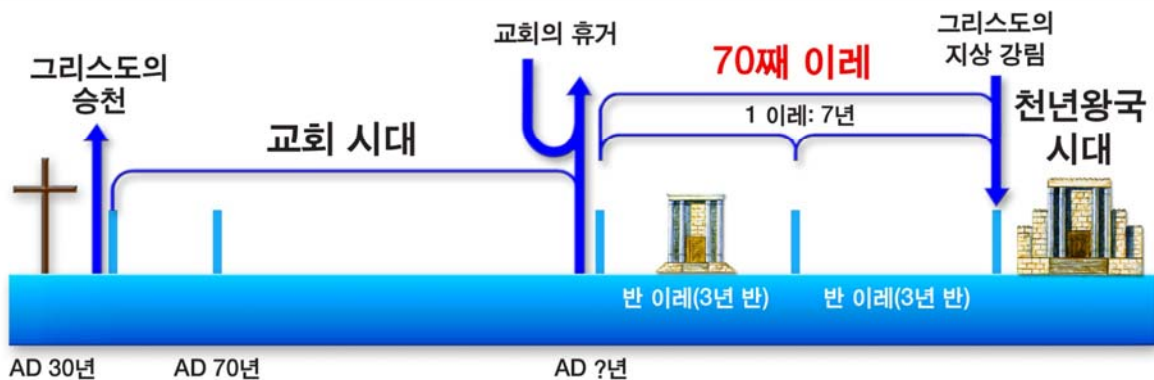 그리스도의
승천
교회 시대
교회의 휴거
70째 이레
1 이레: 7년
그리스도의
지상 강림
천년왕국
시대
반 이레(3년 반)
반 이레(3년 반)
AD 30년
AD 70년
AD ?년